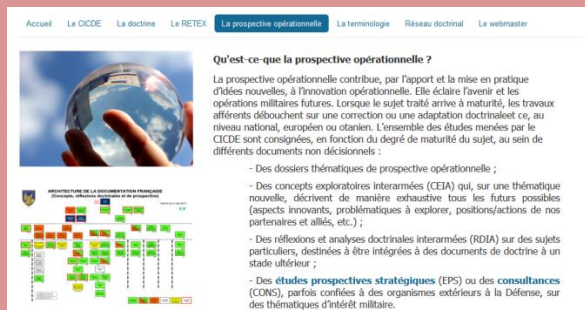 Accueil Le CICDE La doctrine Le RETEX La prospective opérationnelle La terminologie Réseau doctrinal Le webmaster
Qu'est-ce-que la prospective opérationnelle ?
La prospective opérationnelle contribue, par l'apport et la mise en pratique
d'idées nouvelles, à l'innovation opérationnelle. Elle éclaire l'avenir et les
opérations militaires futures. Lorsque le sujet traité arrive à maturité, les travaux
afférents débouchent sur une correction ou une adaptation doctrinaleet ce, au
niveau national, européen ou otanien. L'ensemble des études menées par le
CICDE sont consignées, en fonction du degré de maturité du sujet, au sein de
différents documents non décisionnels :
- Des dossiers thématiques de prospective opérationnelle ;
- Des concepts exploratoires interarmées (CEIA) qui, sur une thématique
nouvelle, décrivent de manière exhaustive tous les futurs possibles
(aspects innovants, problématiques à explorer, positions/actions de nos
partenaires et alliés, etc.) ;
- Des réflexions et analyses doctrinales interarmées (RDIA) sur des sujets
particuliers, destinées à être intégrées à des documents de doctrine à un
stade ultérieur ;
- Des études prospectives stratégiques (EPS) ou des consultances
(CONS), parfois confiées à des organismes extérieurs à la Défense, sur
des thématiques d'intérêt militaire.
ARCHITECTURE DE LA DOCUMENTATION FRANÇAISE
(Concepts, réflexions doctrinales et de prospective)